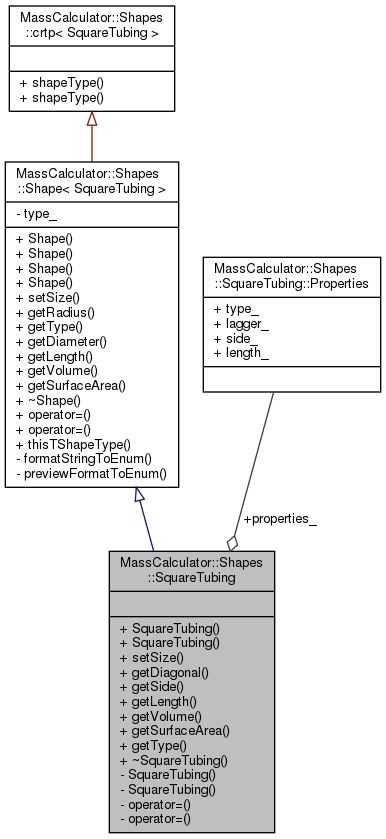 MassCalculator::Shapes
::crtp< SquareTubing >
+ shapeType()
+ shapeType()
MassCalculator::Shapes
::Shape< SquareTubing >
- type_
+ Shape()
+ Shape()
+ Shape()
+ Shape()
+ setSize()
+ getRadius()
+ getType()
+ getDiameter()
+ getLength()
+ getVolume()
+ getSurfaceArea()
+ ~Shape()
+ operator=()
+ operator=()
+ thisTShapeType()
- formatStringToEnum()
- previewFormatToEnum()
MassCalculator::Shapes
::SquareTubing::Properties
+ type_
+ lagger_
+ side_
+ length_
+properties_
MassCalculator::Shapes
::SquareTubing
+ SquareTubing()
+ SquareTubing()
+ setSize()
+ getDiagonal()
+ getSide()
+ getLength()
+ getVolume()
+ getSurfaceArea()
+ getType()
+ ~SquareTubing()
- SquareTubing()
- SquareTubing()
- operator=()
- operator=()